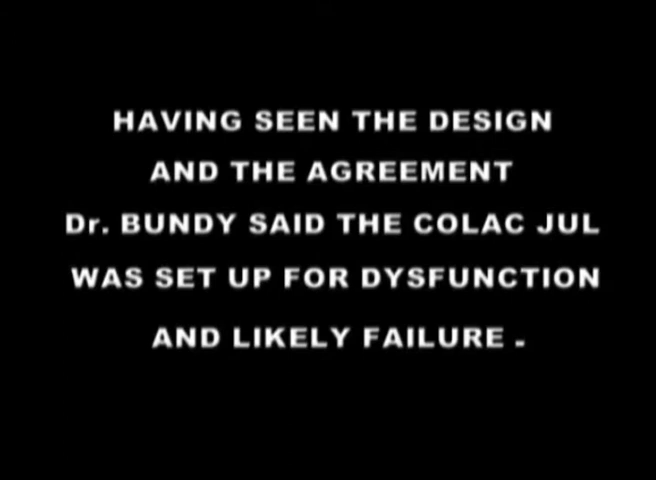 HAVING SEEN THE DESIGN
AND THE AGREEMENT
Dr. BUNDY SAID THE COLAC JUL
WAS SET UP FOR DYSFUNCTION
AND LIKELY FAILURE .